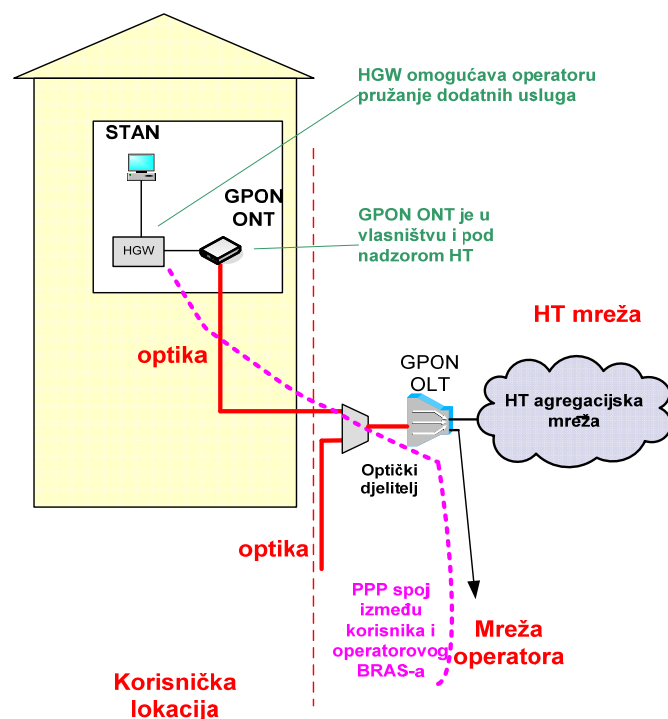 HGW omogućava operatoru
pružanje dodatnih usluga
STAN
GPON
ONT
HGW
GPON ONT je u
vlasništvu i pod
nadzorom HT
HT mreža
optika
GPON
OLT
HT agregacijska
mreža
Optički
djelitelj
optika
PPP spoj
između
korisnika i
operatorovog
BRAS-a
Mreža
operatora
Korisnička
lokacija